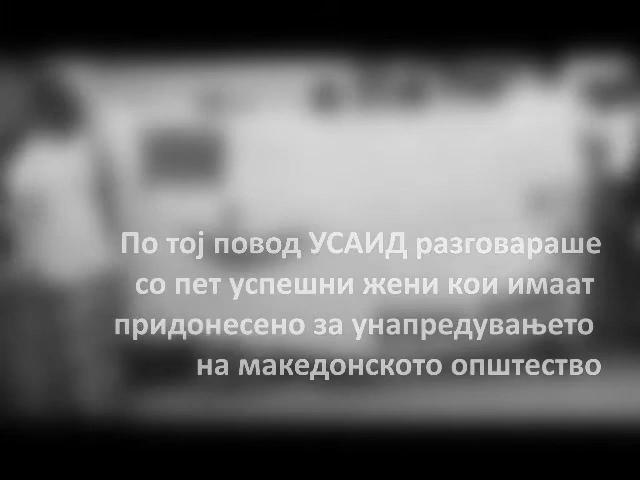 По тој повод УСАИД разговараше
со пет успешни жени кои имаат
придонесено за унапредувањето
на македонското општество